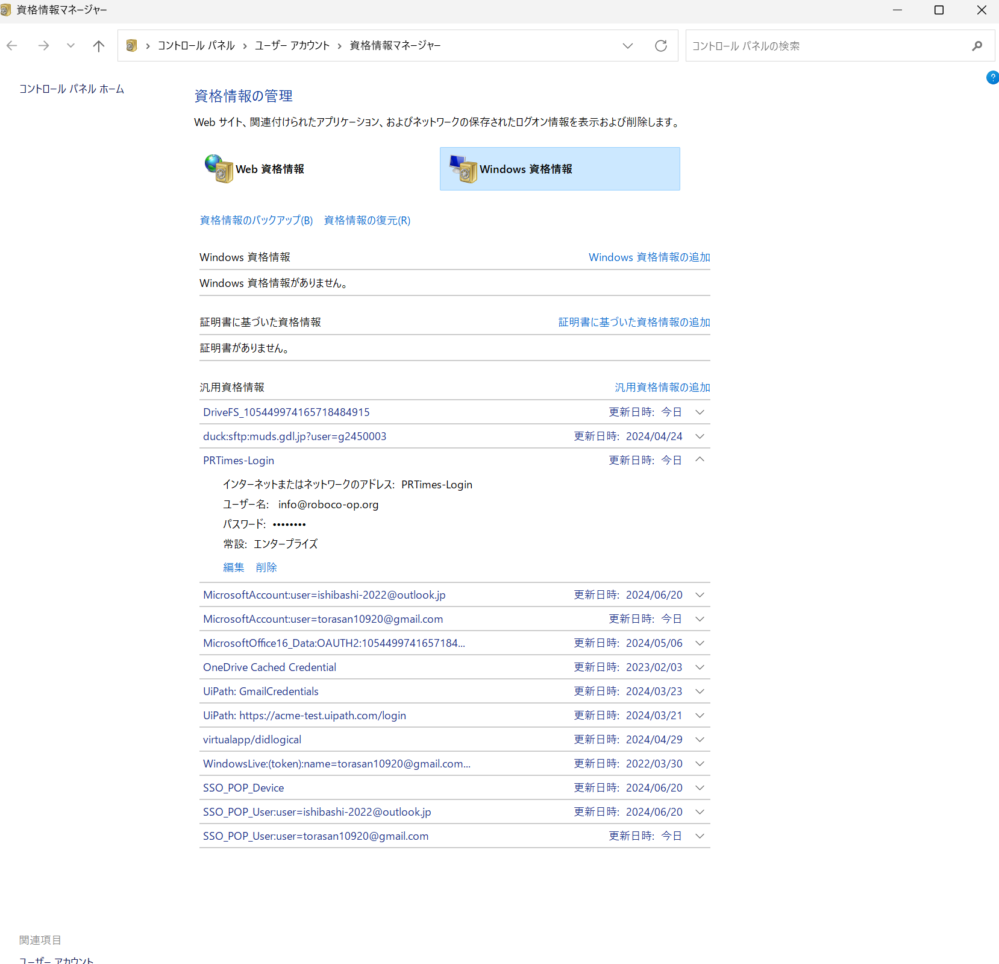 資格情報マネージャー
コントロール パネル › ユーザー アカウント › 資格情報マネージャー
コントロール パネルの検索
?
コントロール パネル ホーム
資格情報の管理
Web サイト、関連付けられたアプリケーション、およびネットワークの保存されたログオン情報を表示および削除します。
Web 資格情報
Windows 資格情報
資格情報のバックアップ(B) 資格情報の復元(R)
Windows 資格情報 Windows 資格情報の追加
Windows 資格情報がありません。
証明書に基づいた資格情報 証明書に基づいた資格情報の追加
証明書がありません。
汎用資格情報 汎用資格情報の追加
DriveFS_105449974165718484915 更新日時: 今日
duck:sftp:muds.gdl.jp?user=g2450003 更新日時: 2024/04/24
PRTimes-Login 更新日時: 今日
インターネットまたはネットワークのアドレス: PRTimes-Login
ユーザー名: info@roboco-op.org
パスワード: ••••••••
常設: エンタープライズ
編集 削除
MicrosoftAccount:user=ishibashi-2022@outlook.jp 更新日時: 2024/06/20
MicrosoftAccount:user=torasan10920@gmail.com 更新日時: 今日
MicrosoftOffice16_Data:OAUTH2:1054499741657184... 更新日時: 2024/05/06
OneDrive Cached Credential 更新日時: 2023/02/03
UiPath: GmailCredentials 更新日時: 2024/03/23
UiPath: https://acme-test.uipath.com/login 更新日時: 2024/03/21
virtualapp/didlogical 更新日時: 2024/04/29
WindowsLive:(token):name=torasan10920@gmail.com... 更新日時: 2022/03/30
SSO_POP_Device 更新日時: 2024/06/20
SSO_POP_User:user=ishibashi-2022@outlook.jp 更新日時: 2024/06/20
SSO_POP_User:user=torasan10920@gmail.com 更新日時: 今日
関連項目
ユーザー アカウント